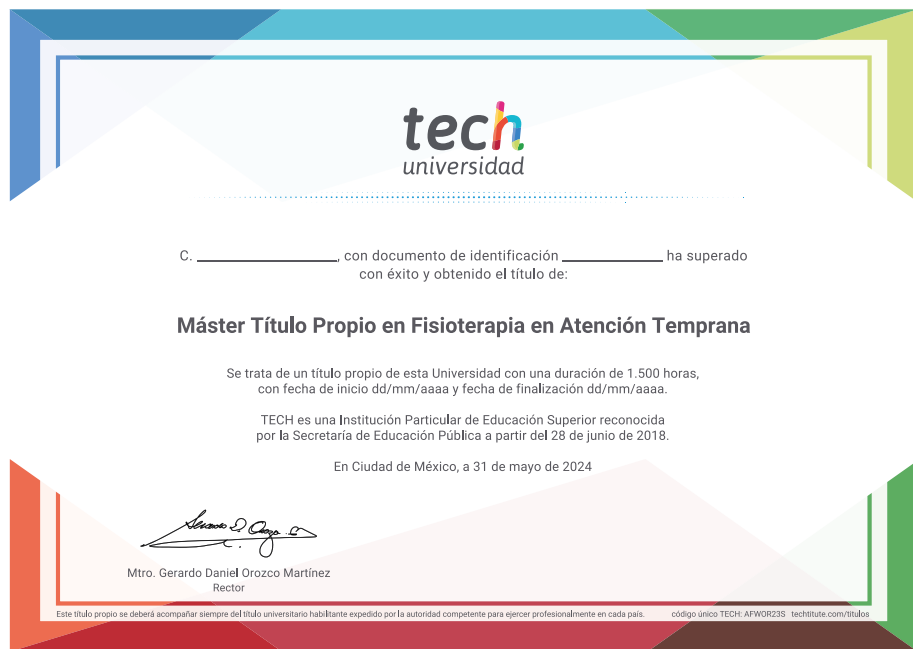 tech
universidad
C. ____________________, con documento de identificación ______________ ha superado
con éxito y obtenido el título de:
Máster Título Propio en Fisioterapia en Atención Temprana
Se trata de un título propio de esta Universidad con una duración de 1.500 horas,
con fecha de inicio dd/mm/aaaa y fecha de finalización dd/mm/aaaa.
TECH es una Institución Particular de Educación Superior reconocida
por la Secretaría de Educación Pública a partir del 28 de junio de 2018.
En Ciudad de México, a 31 de mayo de 2024
Mtro. Gerardo Daniel Orozco Martínez
Rector
Este título propio se deberá acompañar siempre del título universitario habilitante expedido por la autoridad competente para ejercer profesionalmente en cada país. código único TECH: AFWOR23S techtitute.com/titulos